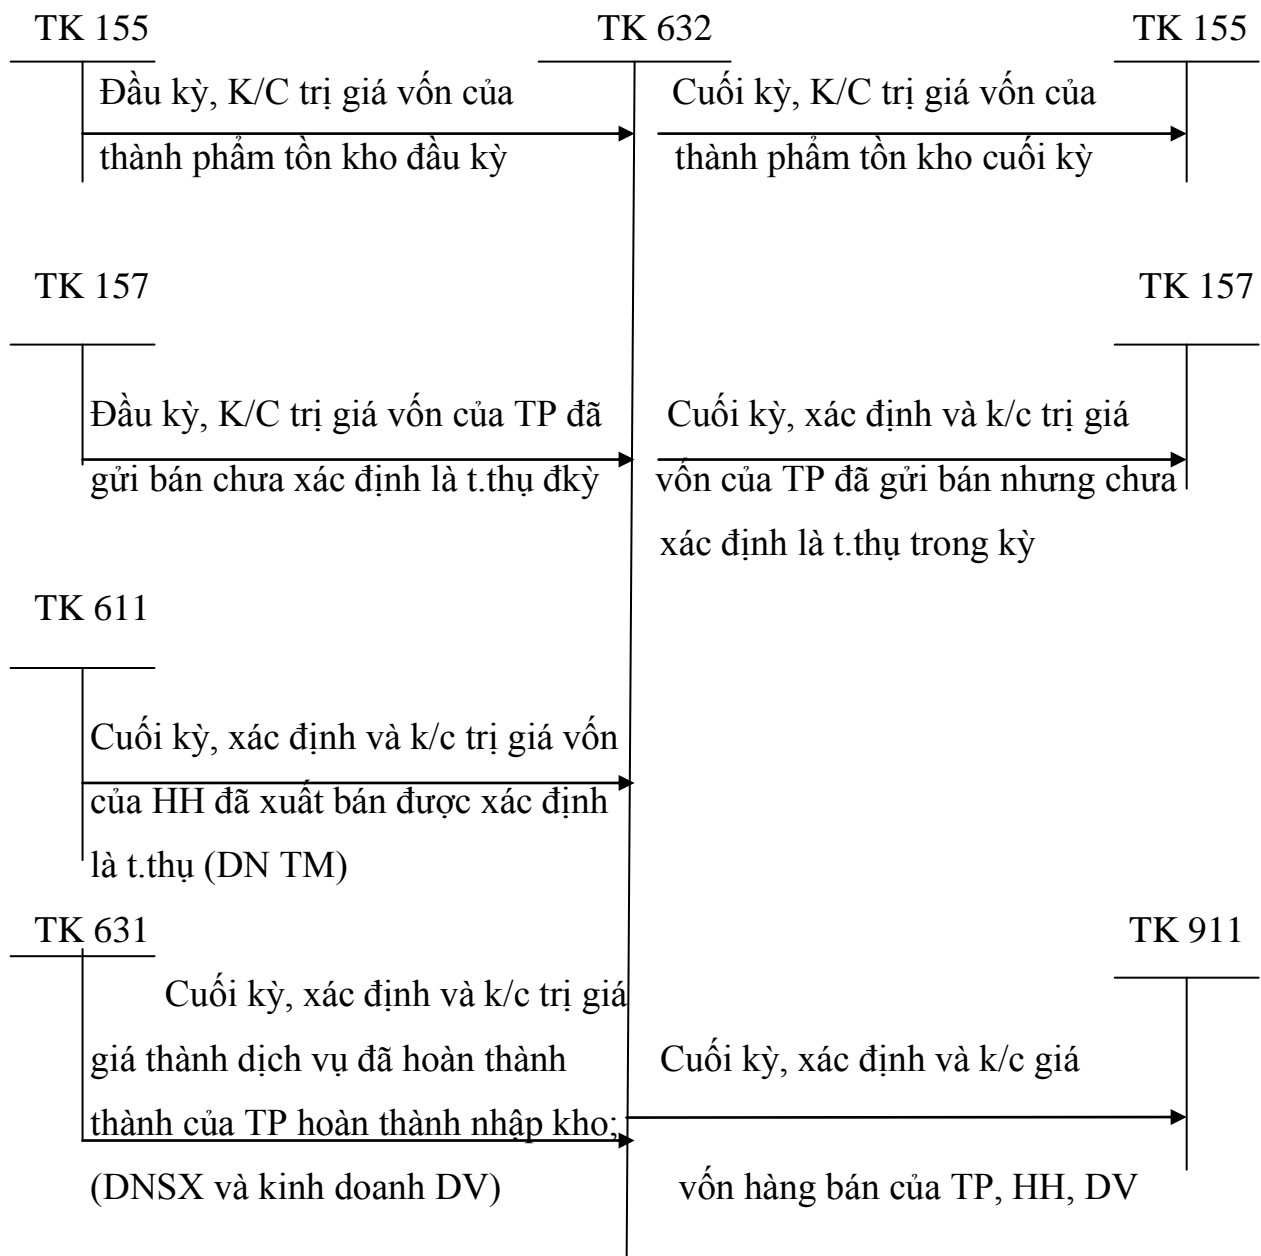 TK 155
TK 632
TK 155
Đầu kỳ, K/C trị giá vốn của
thành phẩm tồn kho đầu kỳ
Cuối kỳ, K/C trị giá vốn của
thành phẩm tồn kho cuối kỳ
TK 157
TK 157
Đầu kỳ, K/C trị giá vốn của TP đã
gửi bán chưa xác định là t.thụ đkỳ
Cuối kỳ, xác định và k/c trị giá
vốn của TP đã gửi bán nhưng chưa
xác định là t.thụ trong kỳ
TK 611
Cuối kỳ, xác định và k/c trị giá vốn
của HH đã xuất bán được xác định
là t.thụ (DN TM)
TK 631
TK 911
Cuối kỳ, xác định và k/c trị giá
giá thành dịch vụ đã hoàn thành
thành của TP hoàn thành nhập kho;
(DNSX và kinh doanh DV)
Cuối kỳ, xác định và k/c giá
vốn hàng bán của TP, HH, DV